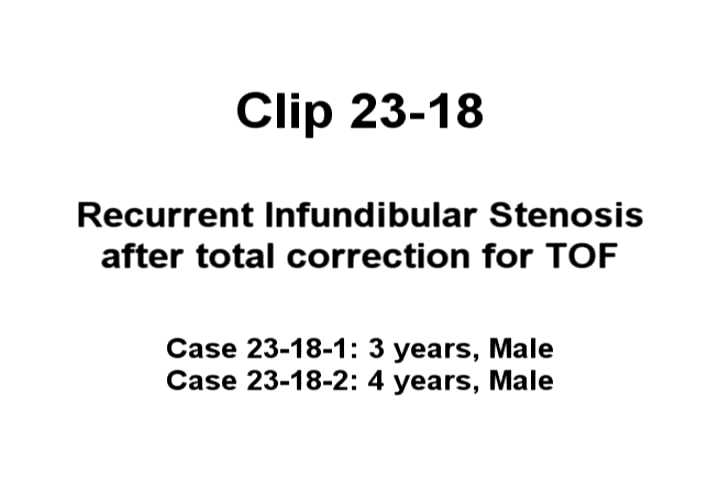 Clip 23-18
Recurrent Infundibular Stenosis
after total correction for TOF
Case 23-18-1: 3 years, Male
Case 23-18-2: 4 years, Male